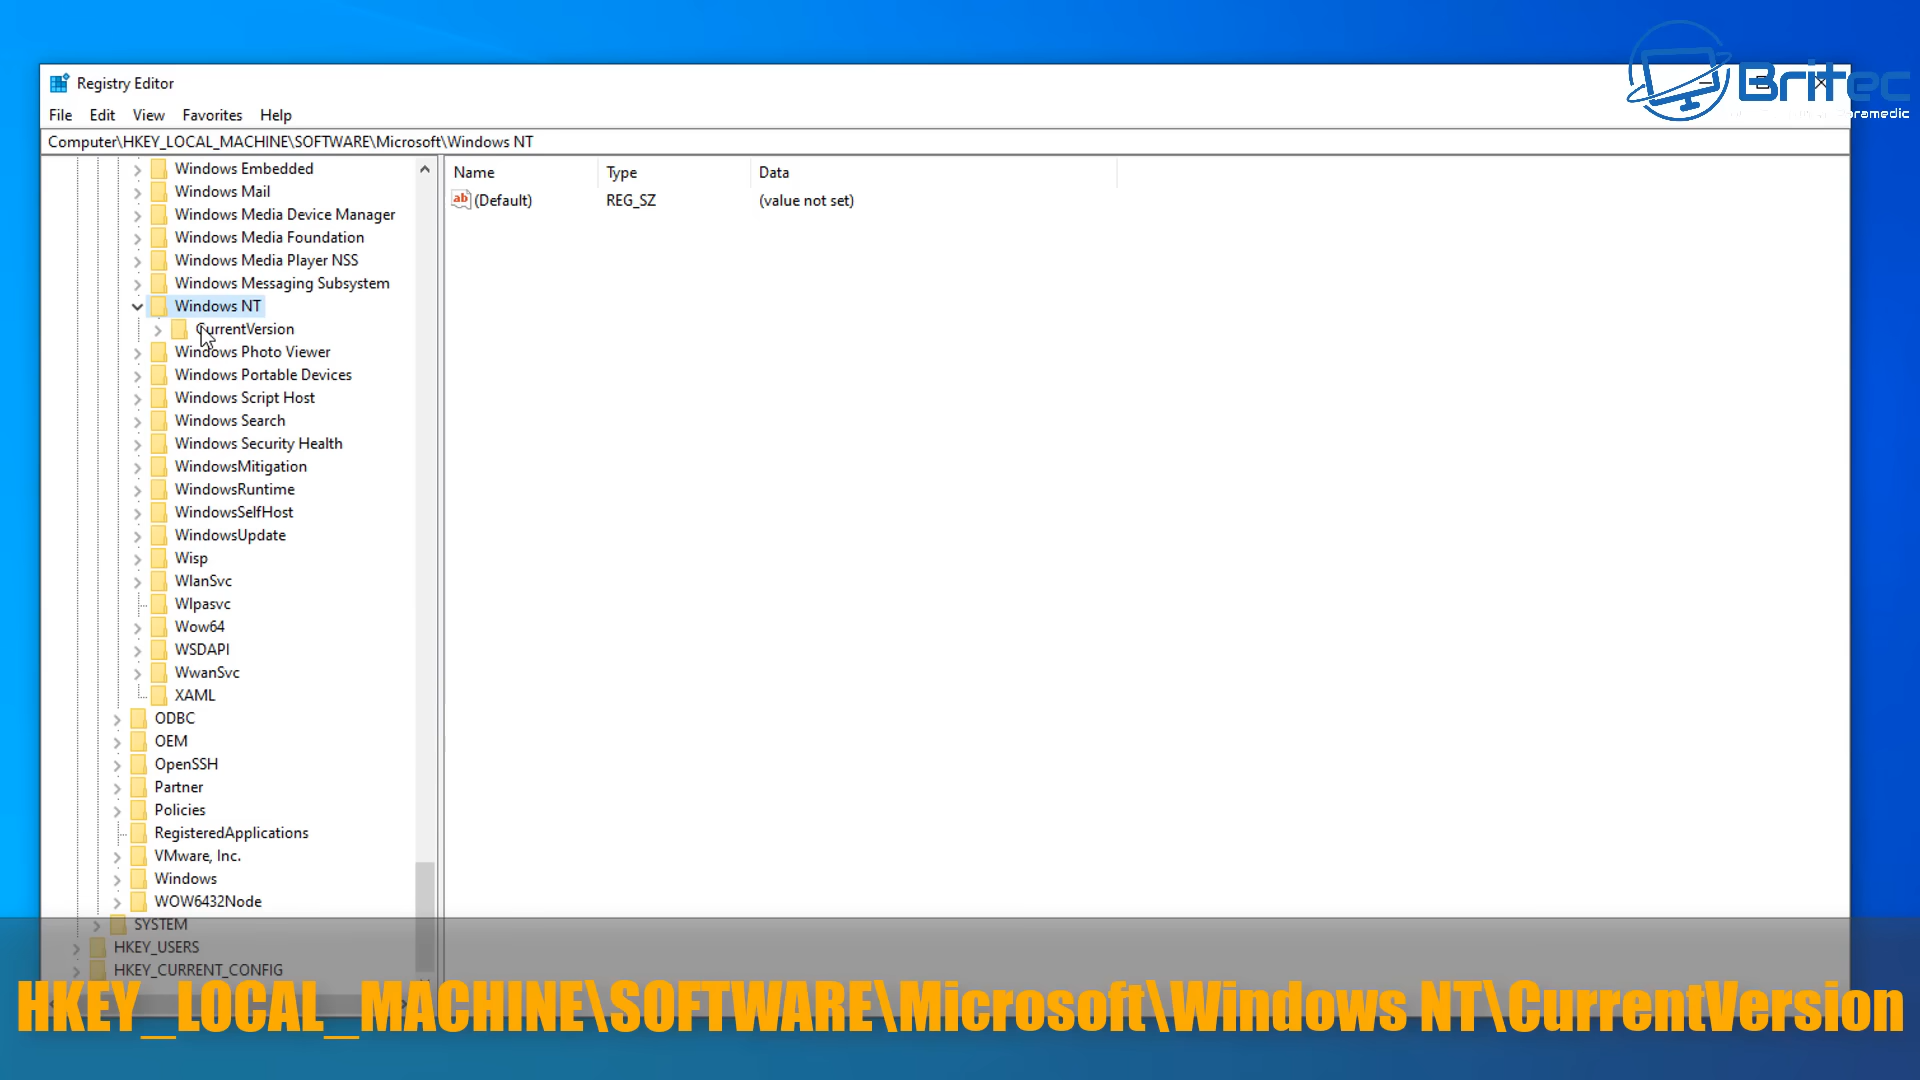 Registry Editor
Britec
File Edit View Favorites Help
Computer\HKEY_LOCAL_MACHINE\SOFTWARE\Microsoft\Windows NT
Name Type Data
(Default) REG_SZ (value not set)
Windows Embedded
Windows Mail
Windows Media Device Manager
Windows Media Foundation
Windows Media Player NSS
Windows Messaging Subsystem
Windows NT
CurrentVersion
Windows Photo Viewer
Windows Portable Devices
Windows Script Host
Windows Search
Windows Security Health
WindowsMitigation
WindowsRuntime
WindowsSelfHost
WindowsUpdate
Wisp
WlanSvc
Wlpasvc
Wow64
WSDAPI
WwanSvc
XAML
ODBC
OEM
OpenSSH
Partner
Policies
RegisteredApplications
VMware, Inc.
Windows
WOW6432Node
SYSTEM
HKEY_USERS
HKEY_CURRENT_CONFIG
HKEY_LOCAL_MACHINE\SOFTWARE\Microsoft\Windows NT\CurrentVersion